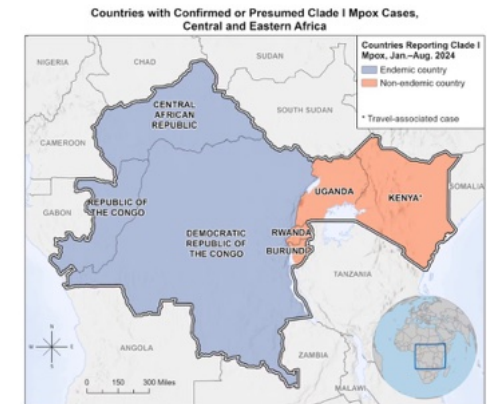 Countries with Confirmed or Presumed Clade I Mpox Cases,
Central and Eastern Africa
Countries Reporting Clade I
Mpox, Jan.–Aug. 2024
Endemic country
Non-endemic country
* Travel-associated case
NIGERIA
CHAD
SUDAN
CENTRAL
AFRICAN
REPUBLIC
SOUTH SUDAN
CAMEROON
UGANDA
KENYA*
SOMALIA
GABON
REPUBLIC OF
THE CONGO
DEMOCRATIC
REPUBLIC OF
THE CONGO
RWANDA
BURUNDI
TANZANIA
ANGOLA
ZAMBIA
MALAWI
N
W
E
S
0 150 300 Miles